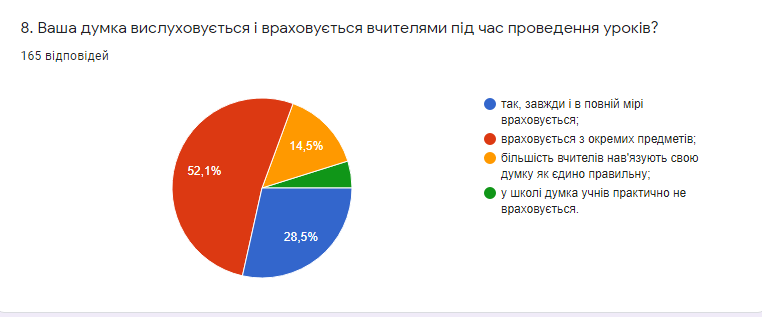 8. Ваша думка вислуховується і враховується вчителями під час проведення уроків?
165 відповідей
14,5%
52,1%
28,5%
так, завжди і в повній мірі
враховується;
враховується з окремих предметів;
більшість вчителів нав'язують свою
думку як єдино правильну;
у школі думка учнів практично не
враховується.